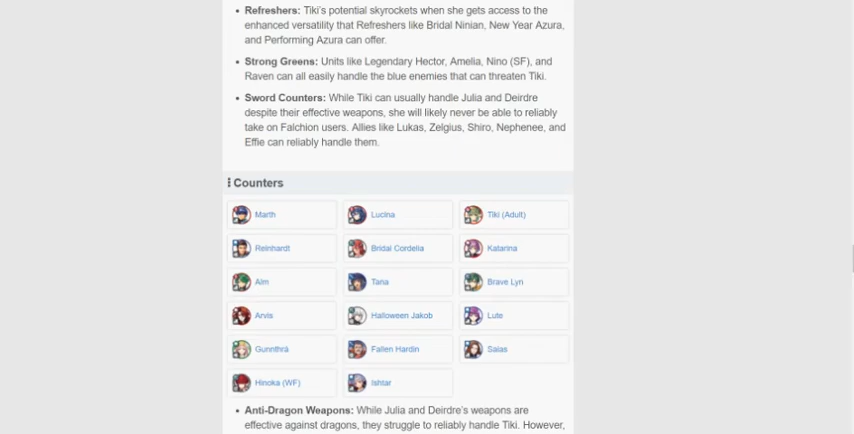 • Refreshers: Tiki's potential skyrockets when she gets access to the
enhanced versatility that Refreshers like Bridal Ninian, New Year Azura,
and Performing Azura can offer.
• Strong Greens: Units like Legendary Hector, Amelia, Nino (SF), and
Raven can all easily handle the blue enemies that can threaten Tiki.
• Sword Counters: While Tiki can usually handle Julia and Deirdre
despite their effective weapons, she will likely never be able to reliably
take on Falchion users. Allies like Lukas, Zelgius, Shiro, Nephenee, and
Effie can reliably handle them.
Counters
Marth Lucina Tiki (Adult)
Reinhardt Bridal Cordelia Katarina
Alm Tana Brave Lyn
Arvis Halloween Jakob Lute
Gunnthrá Fallen Hardin Saias
Hinoka (WF) Ishtar
• Anti-Dragon Weapons: While Julia and Deirdre's weapons are
effective against dragons, they struggle to reliably handle Tiki. However,